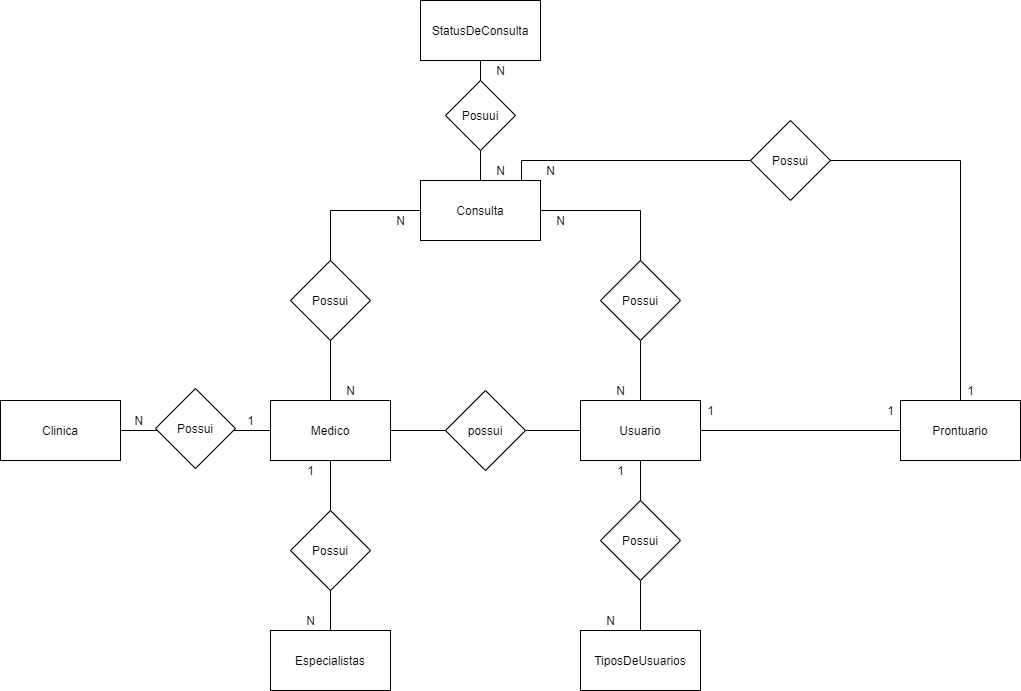 StatusDeConsulta
N
Posuui
N
N
Possui
Consulta
N
N
Possui
Possui
N
N
1
Clinica
N
Possui
1
Medico
possui
Usuario
1
1
Prontuario
1
1
Possui
Possui
N
N
Especialistas
TiposDeUsuarios